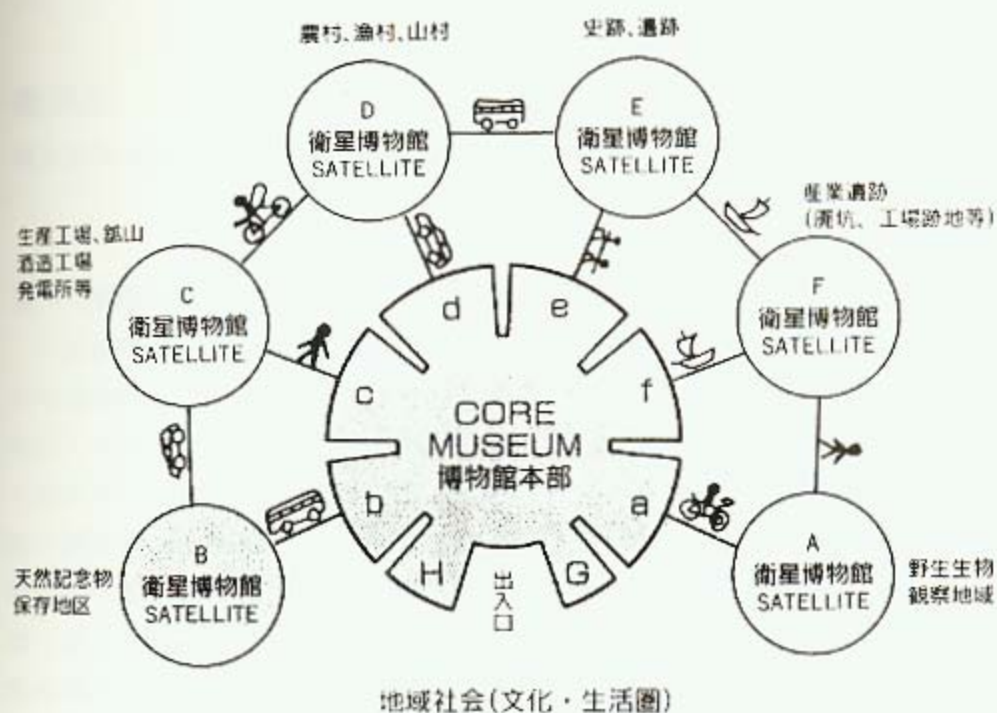 農村、漁村、山村
史跡、遺跡
D
衛星博物館
SATELLITE
E
衛星博物館
SATELLITE
産業遺跡
(廃坑、工場跡地等)
生産工場、鉱山
酒造工場
発電所等
C
衛星博物館
SATELLITE
F
衛星博物館
SATELLITE
d
e
c
f
CORE
MUSEUM
博物館本部
b
a
H
G
出入口
B
衛星博物館
SATELLITE
天然記念物
保存地区
A
衛星博物館
SATELLITE
野生生物
観察地域
地域社会(文化・生活圏)